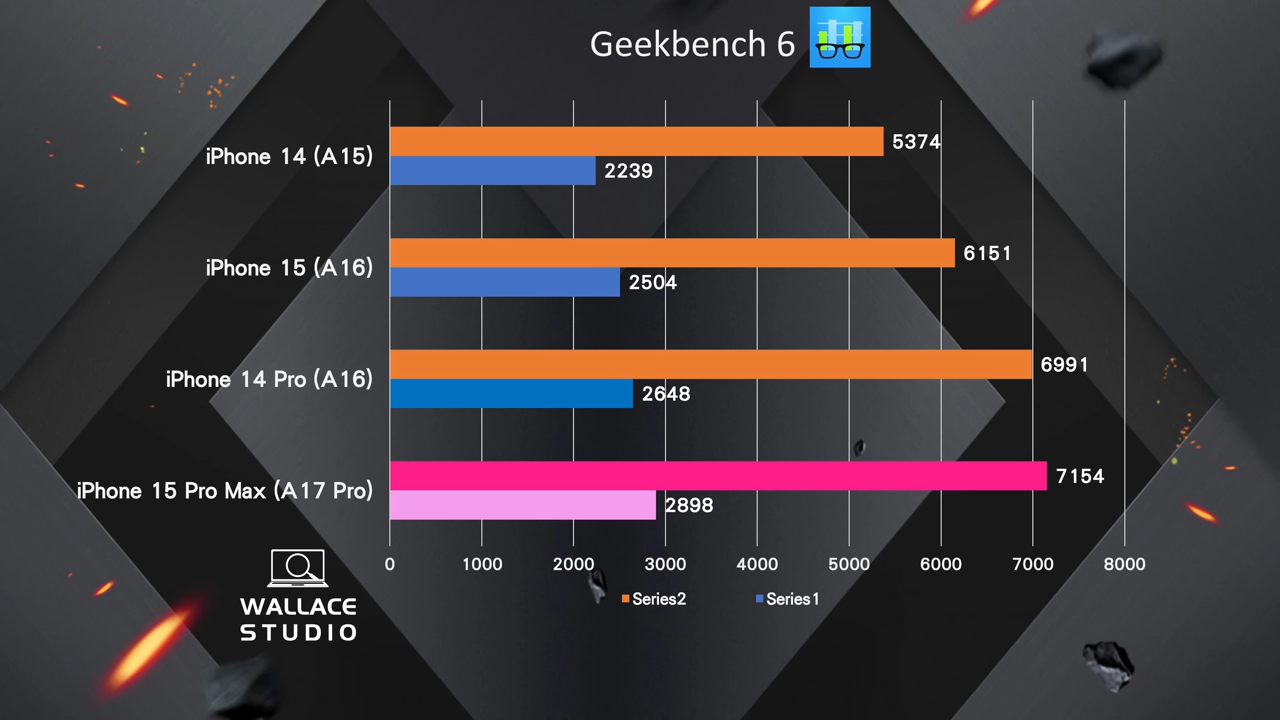 Geekbench 6
iPhone 14 (A15)
5374
2239
iPhone 15 (A16)
6151
2504
iPhone 14 Pro (A16)
6991
2648
iPhone 15 Pro Max (A17 Pro)
7154
2898
0 1000 2000 3000 4000 5000 6000 7000 8000
Series2 Series1
WALLACE
STUDIO